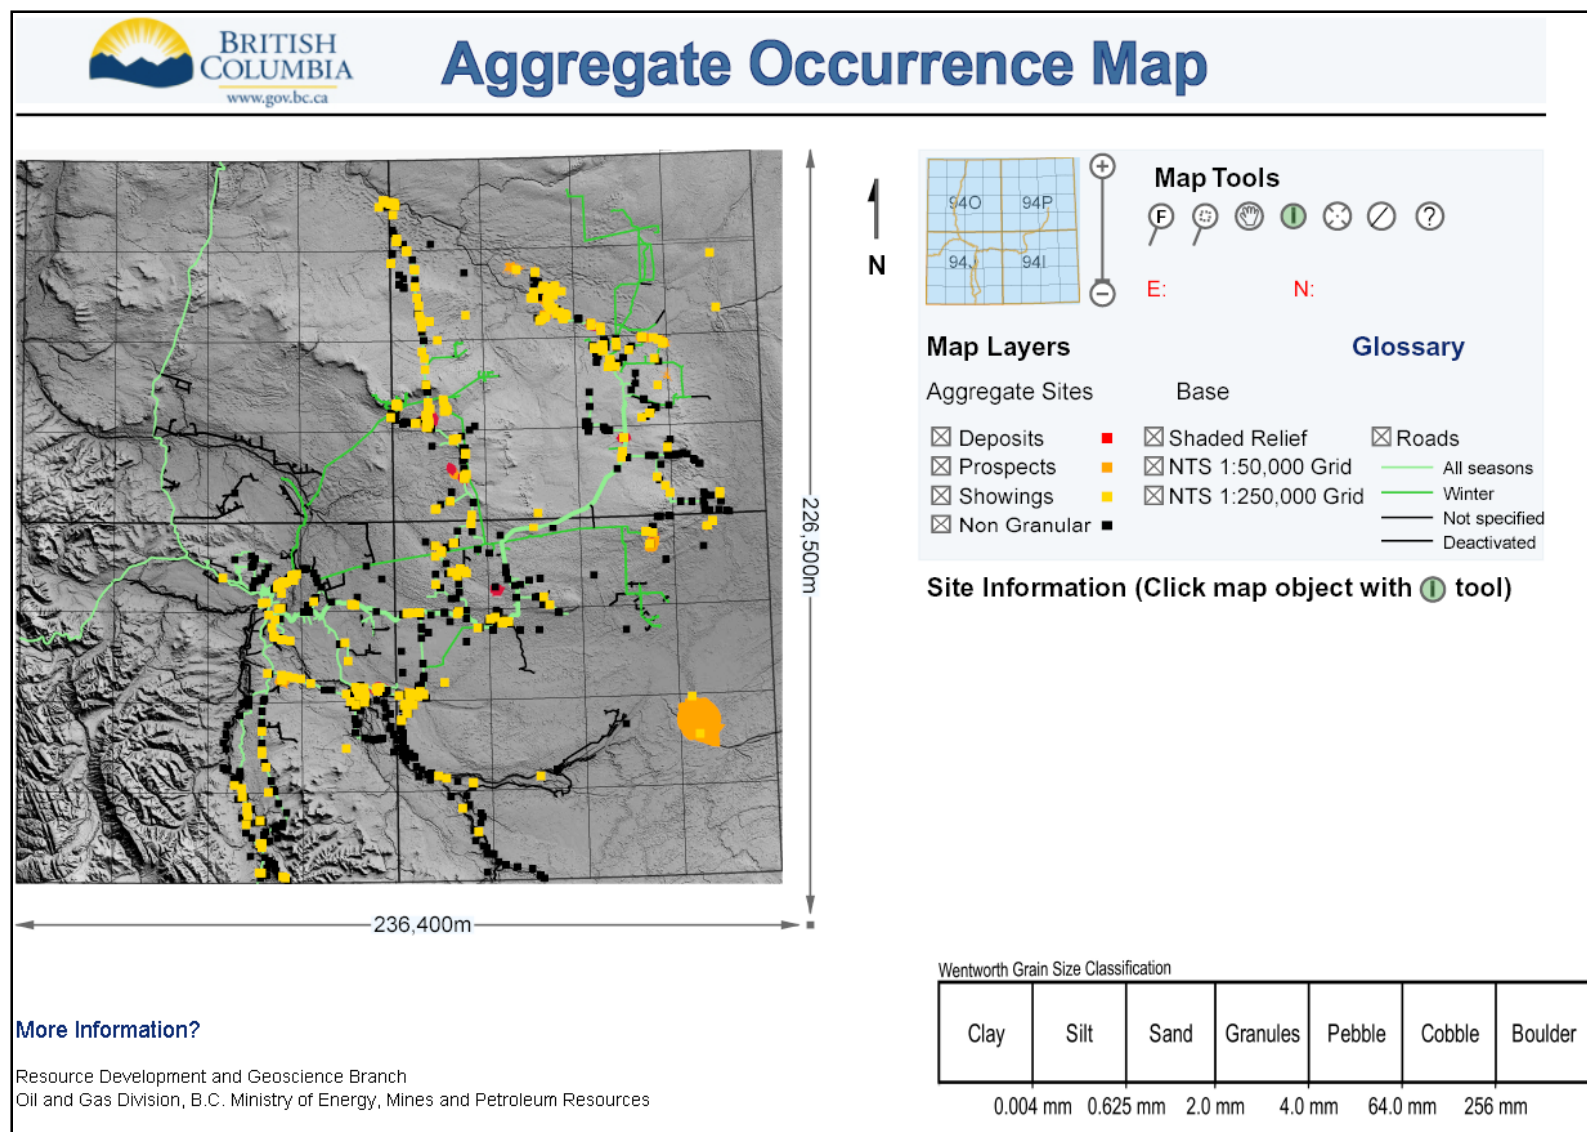 BRITISH
COLUMBIA
www.gov.bc.ca
Aggregate Occurrence Map
N
226,500m
236,400m
94O
94P
94J
94I
Map Tools
F
I
?
E:
N:
Map Layers
Glossary
Aggregate Sites
Base
Deposits
Shaded Relief
Roads
Prospects
NTS 1:50,000 Grid
All seasons
Showings
NTS 1:250,000 Grid
Winter
Non Granular
Not specified
Deactivated
Site Information (Click map object with I tool)
Wentworth Grain Size Classification
Clay Silt Sand Granules Pebble Cobble Boulder
0.004 mm 0.625 mm 2.0 mm 4.0 mm 64.0 mm 256 mm
More Information?
Resource Development and Geoscience Branch
Oil and Gas Division, B.C. Ministry of Energy, Mines and Petroleum Resources